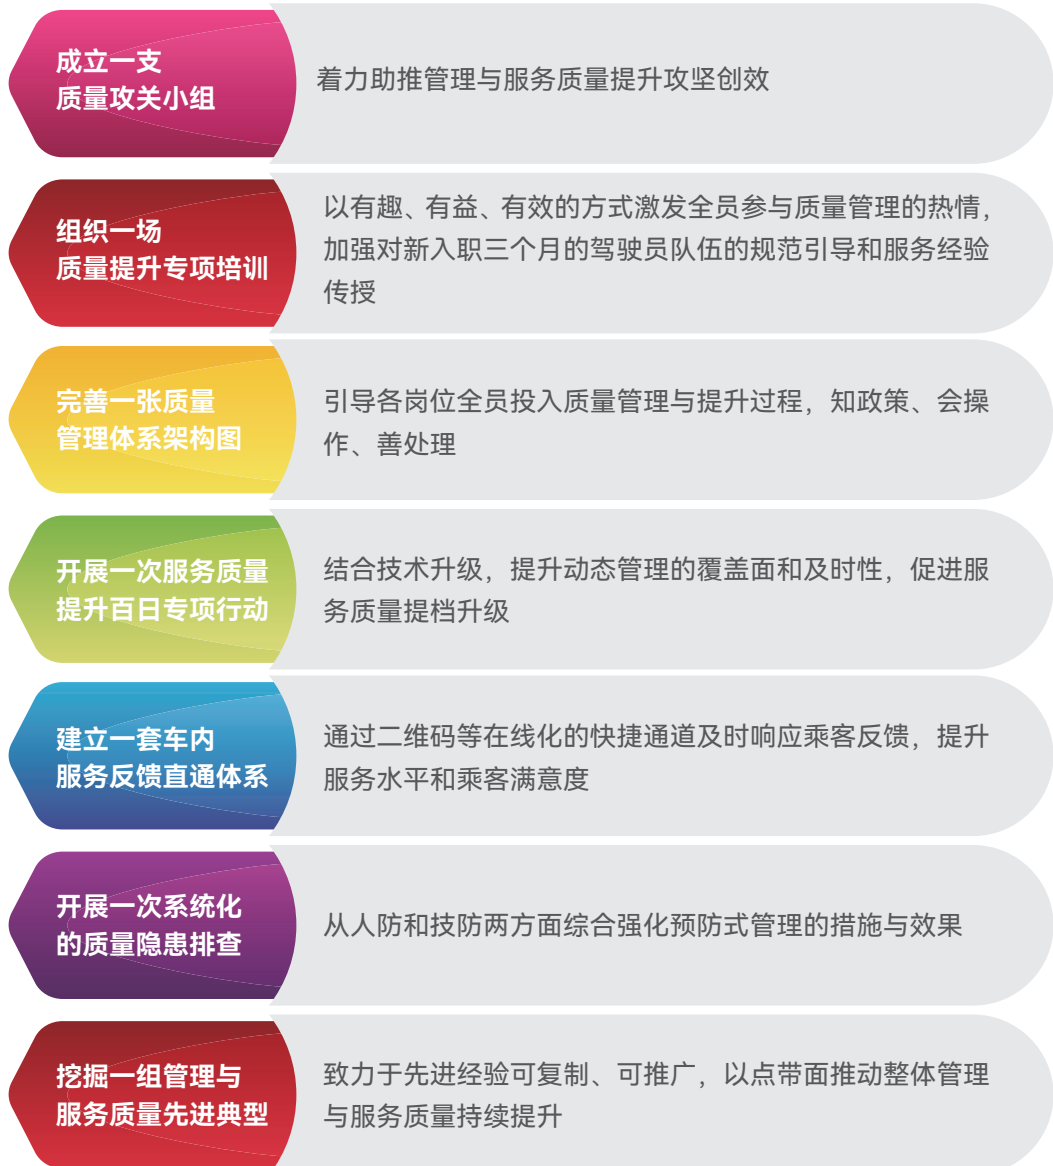 成立一支
质量攻关小组
着力助推管理与服务质量提升攻坚创效
组织一场
质量提升专项培训
以有趣、有益、有效的方式激发全员参与质量管理的热情，
加强对新入职三个月的驾驶员队伍的规范引导和服务经验
传授
完善一张质量
管理体系架构图
引导各岗位全员投入质量管理与提升过程，知政策、会操
作、善处理
开展一次服务质量
提升百日专项行动
结合技术升级，提升动态管理的覆盖面和及时性，促进服
务质量提档升级
建立一套车内
服务反馈直通体系
通过二维码等在线化的快捷通道及时响应乘客反馈，提升
服务水平和乘客满意度
开展一次系统化
的质量隐患排查
从人防和技防两方面综合强化预防式管理的措施与效果
挖掘一组管理与
服务质量先进典型
致力于先进经验可复制、可推广，以点带面推动整体管理
与服务质量持续提升